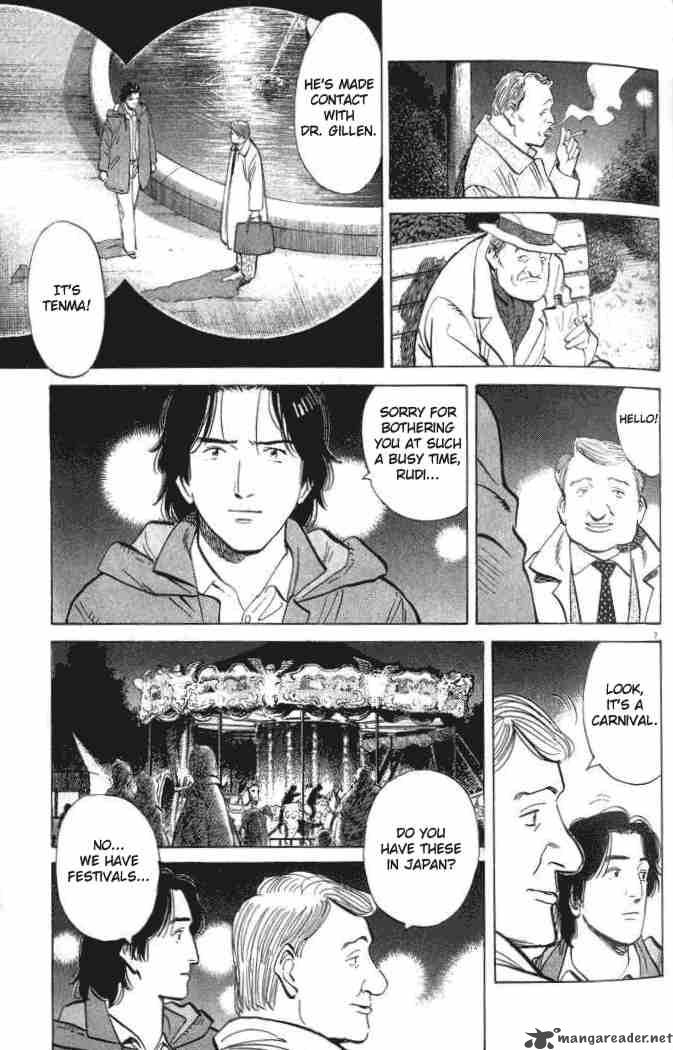 HE'S MADE
CONTACT
WITH
DR. GILLEN.
IT'S
TENMA!
HELLO!
SORRY FOR
BOTHERING
YOU AT SUCH
A BUSY TIME,
RUDI...
7
LOOK,
IT'S A
CARNIVAL.
DO YOU
HAVE THESE
IN JAPAN?
NO...
WE HAVE
FESTIVALS...
mangareader.net